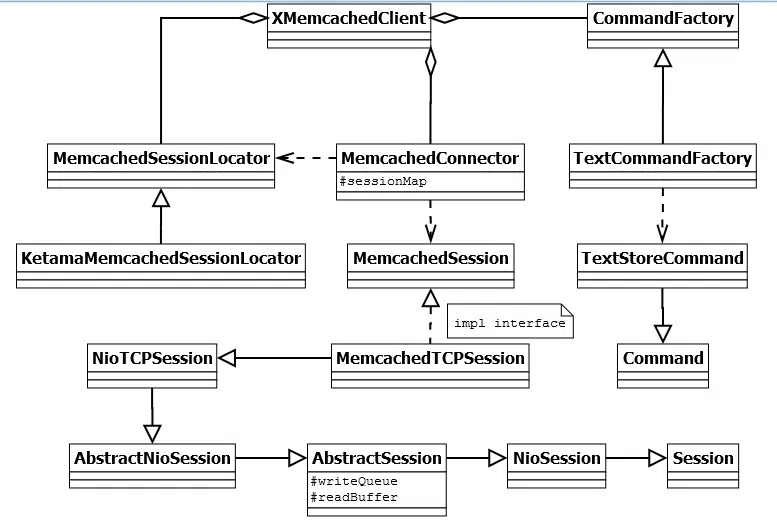 XMemcachedClient
CommandFactory
MemcachedSessionLocator
MemcachedConnector
#sessionMap
TextCommandFactory
KetamaMemcachedSessionLocator
MemcachedSession
TextStoreCommand
impl interface
NioTCPSession
MemcachedTCPSession
Command
AbstractNioSession
AbstractSession
#writeQueue
#readBuffer
NioSession
Session